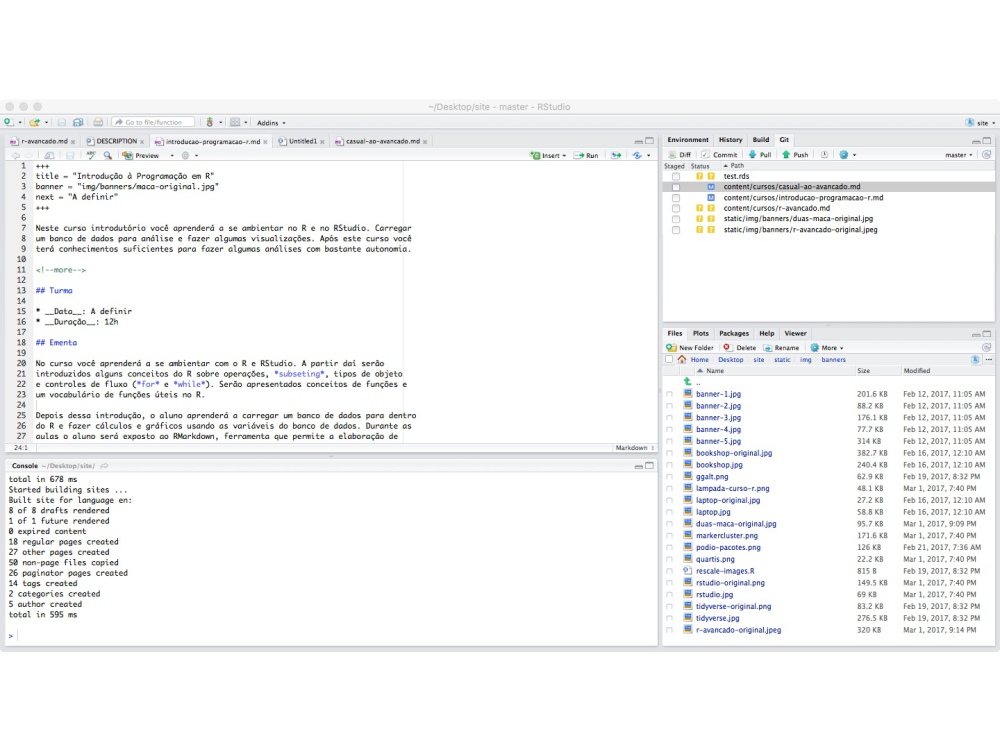 ~/Desktop/site - master - RStudio
Go to file/function
Addins
site
r-avancado.md
DESCRIPTION
introducao-programacao-r.md
Untitled1
casual-ao-avancado.md
Preview
Insert
Run
1 +++
2 title = "Introdução à Programação em R"
3 banner = "img/banners/maca-original.jpg"
4 next = "A definir"
5 +++
6
7 Neste curso introdutório você aprenderá a se ambientar no R e no RStudio. Carregar
8 um banco de dados para análise e fazer algumas visualizações. Após este curso você
9 terá conhecimentos suficientes para fazer algumas análises com bastante autonomia.
10
11 <!--more-->
12
13 ## Turma
14
15 * __Data__: A definir
16 * __Duração__: 12h
17
18 ## Ementa
19
20 No curso você aprenderá a se ambientar com o R e RStudio. A partir daí serão
21 introduzidos alguns conceitos do R sobre operações, *subseting*, tipos de objeto
22 e controles de fluxo (*for* e *while*). Serão apresentados conceitos de funções e
23 um vocabulário de funções úteis no R.
24
25 Depois dessa introdução, o aluno aprenderá a carregar um banco de dados para dentro
26 do R e fazer cálculos e gráficos usando as variáveis do banco de dados. Durante as
27 aulas o aluno será exposto ao RMarkdown, ferramenta que permite a elaboração de
24:1
Markdown
Console ~/Desktop/site/
total in 678 ms
Started building sites ...
Built site for language en:
8 of 8 drafts rendered
1 of 1 future rendered
0 expired content
18 regular pages created
27 other pages created
50 non-page files copied
26 paginator pages created
14 tags created
2 categories created
5 author created
total in 595 ms
>
Environment History Build Git
Diff Commit Pull Push master
Staged Status Path
? ? test.rds
M content/cursos/casual-ao-avancado.md
M content/cursos/introducao-programacao-r.md
? ? content/cursos/r-avancado.md
? ? static/img/banners/duas-maca-original.jpg
? ? static/img/banners/r-avancado-original.jpeg
Files Plots Packages Help Viewer
New Folder Delete Rename More
Home Desktop site static img banners
Name Size Modified
..
banner-1.jpg 201.6 KB Feb 12, 2017, 11:05 AM
banner-2.jpg 88.2 KB Feb 12, 2017, 11:05 AM
banner-3.jpg 176.1 KB Feb 12, 2017, 11:05 AM
banner-4.jpg 77.7 KB Feb 12, 2017, 11:05 AM
banner-5.jpg 314 KB Feb 12, 2017, 11:05 AM
bookshop-original.jpg 382.7 KB Feb 16, 2017, 12:10 AM
bookshop.jpg 240.4 KB Feb 16, 2017, 12:10 AM
ggalt.png 62.9 KB Feb 19, 2017, 8:32 PM
lampada-curso-r.png 48.1 KB Mar 1, 2017, 7:40 PM
laptop-original.jpg 27.2 KB Feb 16, 2017, 12:10 AM
laptop.jpg 58.8 KB Feb 16, 2017, 12:10 AM
duas-maca-original.jpg 95.7 KB Mar 1, 2017, 9:09 PM
markercluster.png 171.6 KB Mar 1, 2017, 7:40 PM
podio-pacotes.png 126 KB Feb 21, 2017, 7:36 AM
quartis.png 22.2 KB Mar 1, 2017, 7:40 PM
rescale-images.R 815 B Feb 19, 2017, 8:32 PM
rstudio-original.png 149.5 KB Mar 1, 2017, 7:40 PM
rstudio.jpg 69 KB Mar 1, 2017, 7:40 PM
tidyverse-original.png 83.2 KB Feb 19, 2017, 8:32 PM
tidyverse.jpg 276.5 KB Feb 19, 2017, 8:32 PM
r-avancado-original.jpeg 320 KB Mar 1, 2017, 9:14 PM